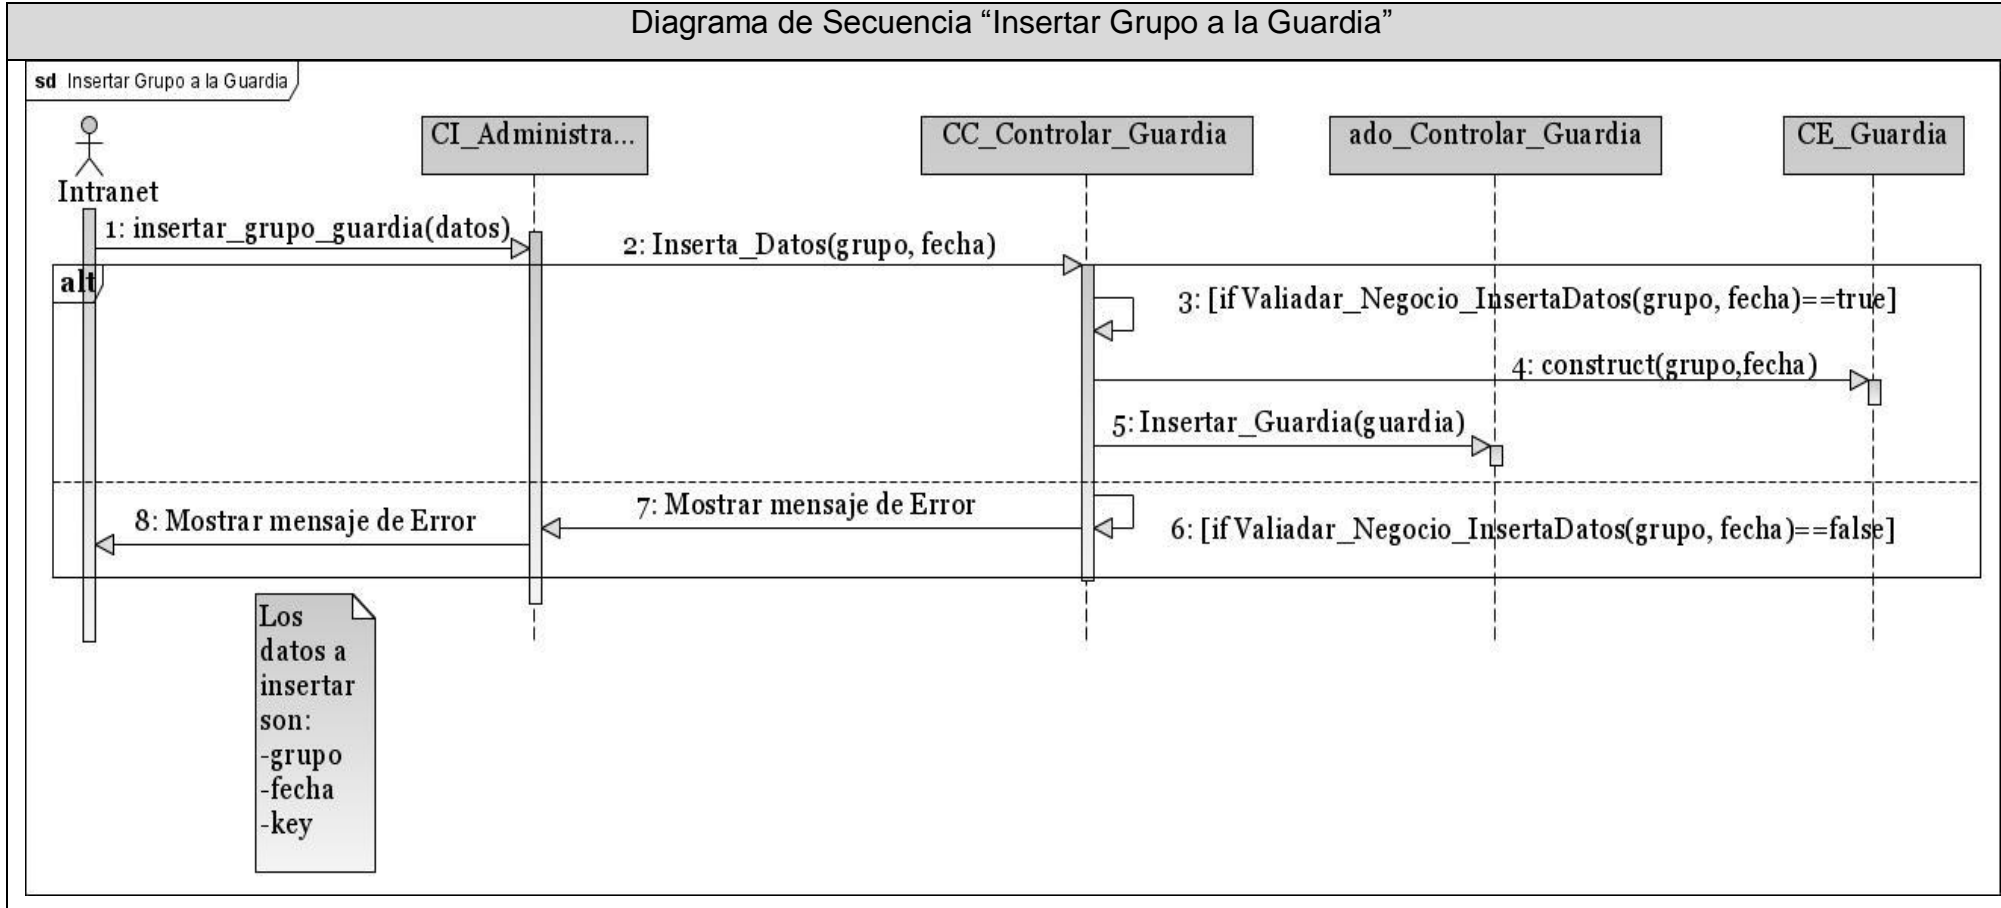 Diagrama de Secuencia “Insertar Grupo a la Guardia”
sd Insertar Grupo a la Guardia
Intranet
CI_Administra...
CC_Controlar_Guardia
ado_Controlar_Guardia
CE_Guardia
1: insertar_grupo_guardia(datos)
2: Inserta_Datos(grupo, fecha)
alt
3: [if Valiadar_Negocio_InsertaDatos(grupo, fecha)==true]
4: construct(grupo,fecha)
5: Insertar_Guardia(guardia)
6: [if Valiadar_Negocio_InsertaDatos(grupo, fecha)==false]
7: Mostrar mensaje de Error
8: Mostrar mensaje de Error
Los
datos a
insertar
son:
-grupo
-fecha
-key